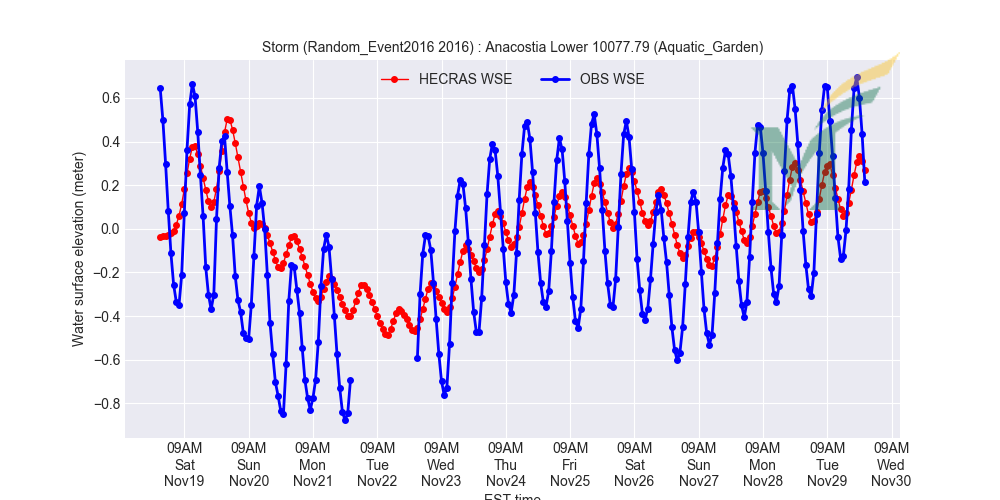 Storm (Random_Event2016 2016) : Anacostia Lower 10077.79 (Aquatic_Garden)
HECRAS WSE
OBS WSE
Water surface elevation (meter)
0.6
0.4
0.2
0.0
−0.2
−0.4
−0.6
−0.8
09AM 09AM 09AM 09AM 09AM 09AM 09AM 09AM 09AM 09AM 09AM 09AM
Sat Sun Mon Tue Wed Thu Fri Sat Sun Mon Tue Wed
Nov19 Nov20 Nov21 Nov22 Nov23 Nov24 Nov25 Nov26 Nov27 Nov28 Nov29 Nov30
EST time